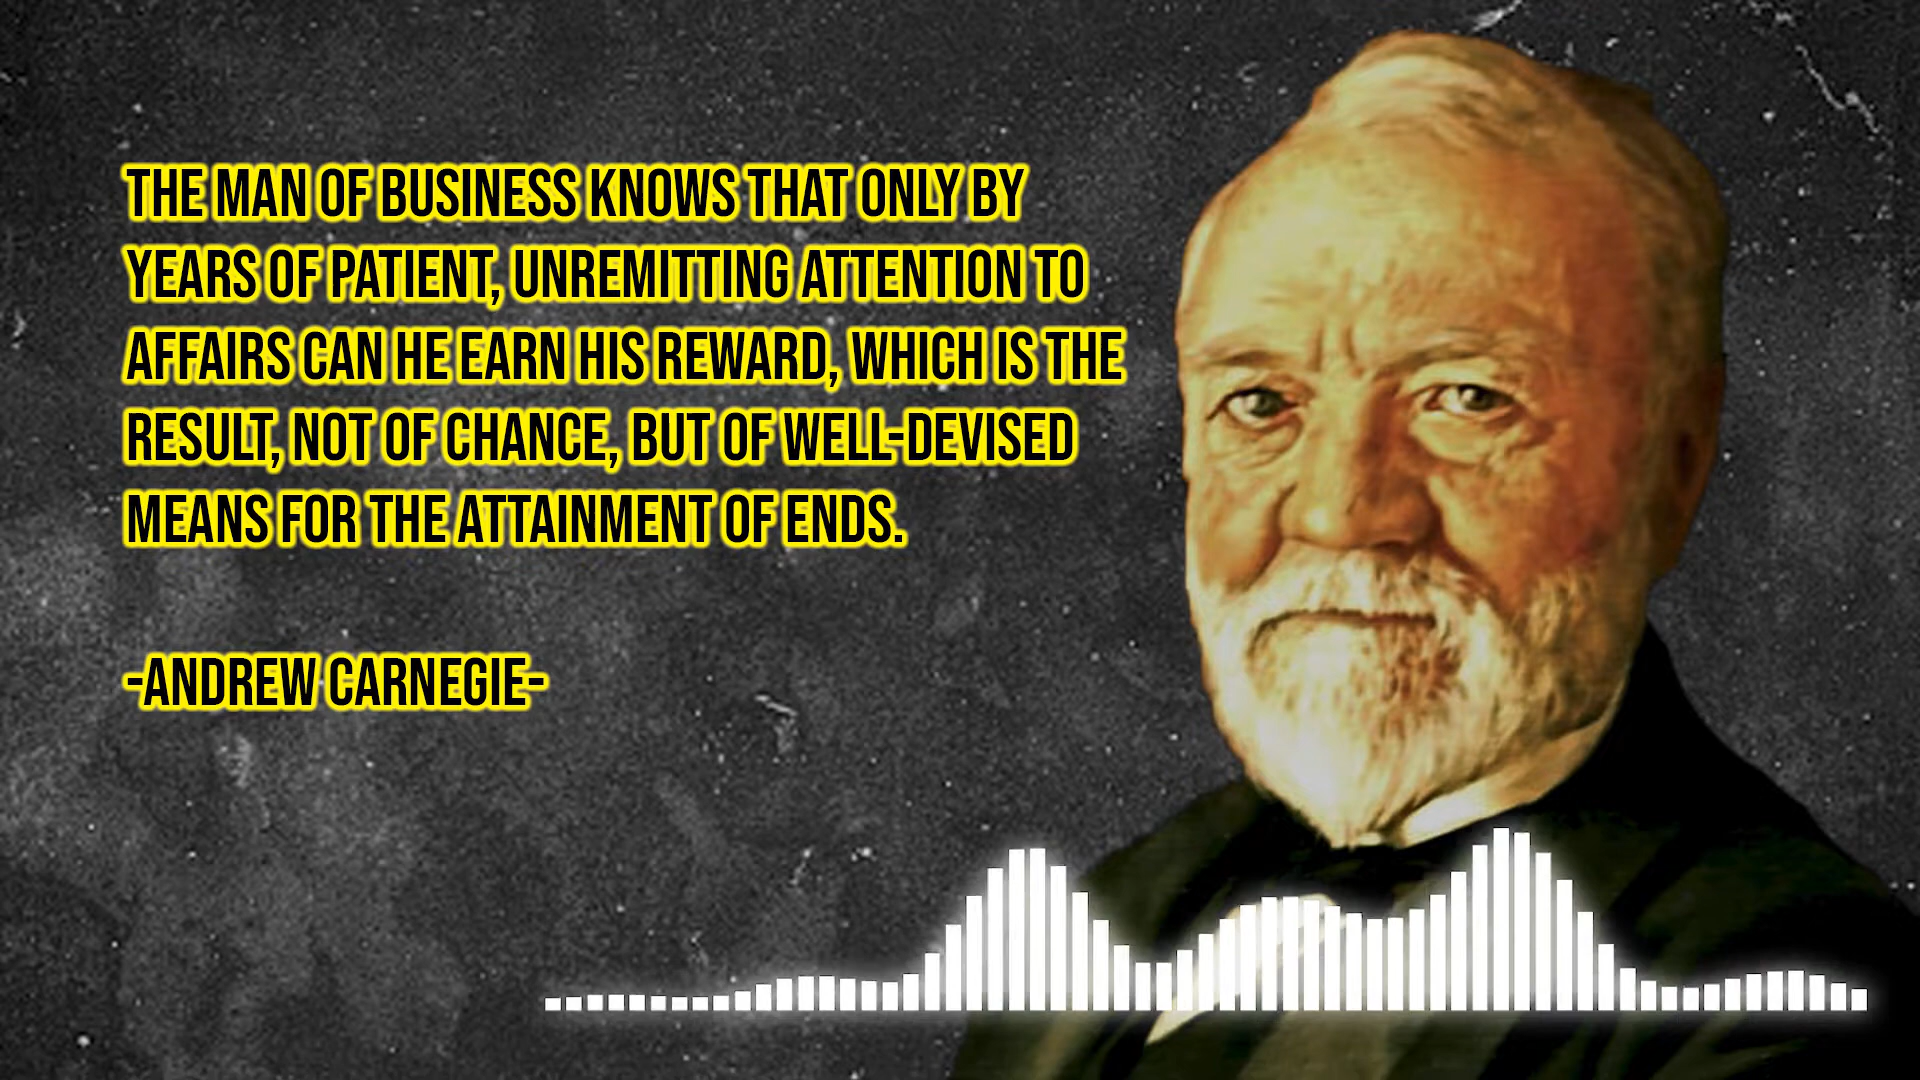 THE MAN OF BUSINESS KNOWS THAT ONLY BY
YEARS OF PATIENT, UNREMITTING ATTENTION TO
AFFAIRS CAN HE EARN HIS REWARD, WHICH IS THE
RESULT, NOT OF CHANCE, BUT OF WELL-DEVISED
MEANS FOR THE ATTAINMENT OF ENDS.
-ANDREW CARNEGIE-